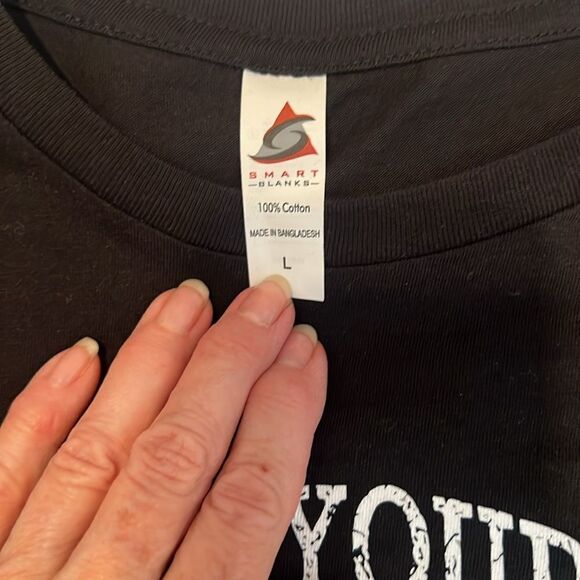 SMART
BLANKS
100% Cotton
MADE IN BANGLADESH
L
YOUR